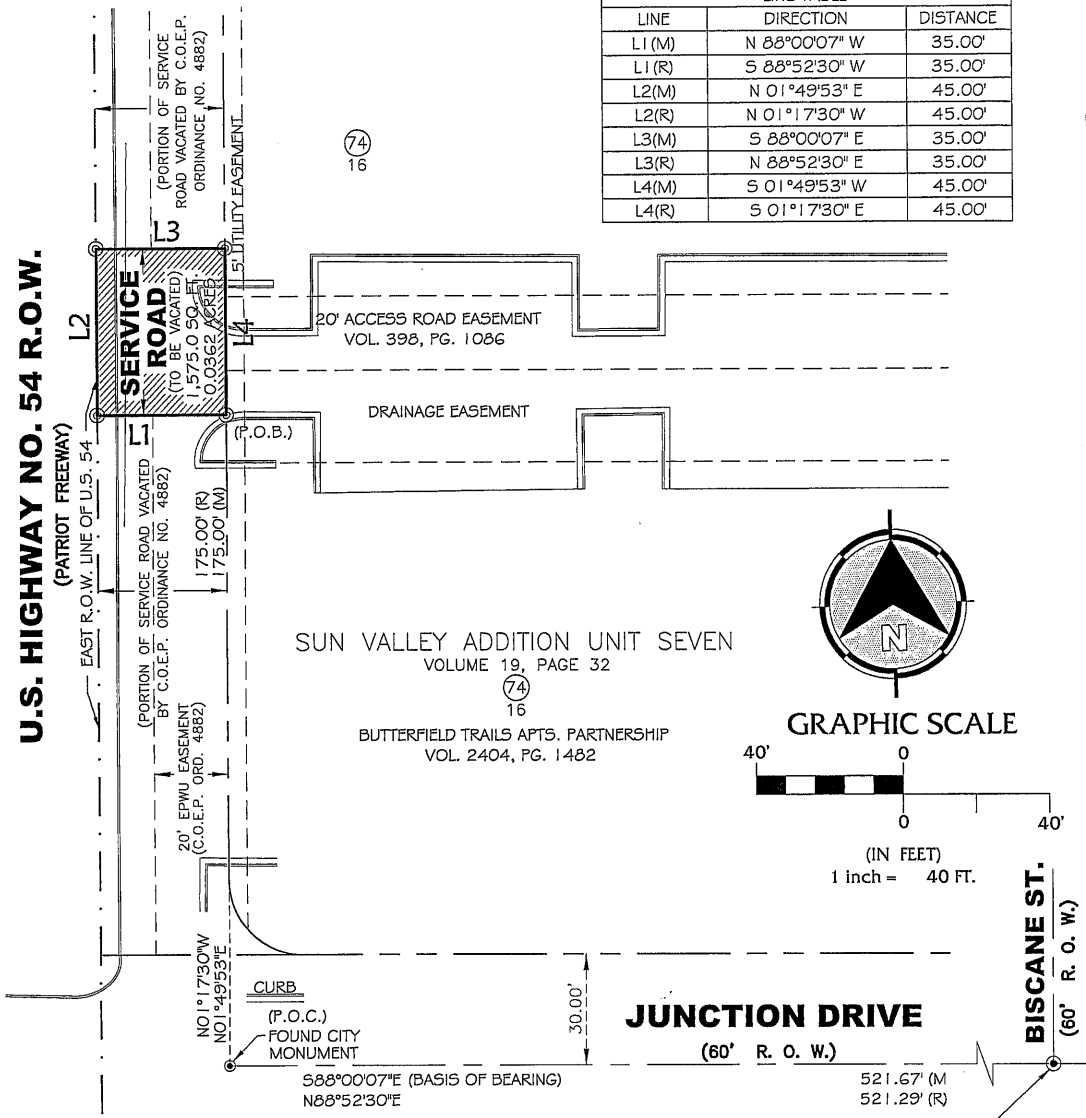 LINE DIRECTION DISTANCE
L1(M) N 88°00'07" W 35.00'
L1(R) S 88°52'30" W 35.00'
L2(M) N 01°49'53" E 45.00'
L2(R) N 01°17'30" W 45.00'
L3(M) S 88°00'07" E 35.00'
L3(R) N 88°52'30" E 35.00'
L4(M) S 01°49'53" W 45.00'
L4(R) S 01°17'30" E 45.00'
(PORTION OF SERVICE
ROAD VACATED BY C.O.E.P.
ORDINANCE NO. 4882)
5' UTILITY EASEMENT
74
16
U.S. HIGHWAY NO. 54 R.O.W.
(PATRIOT FREEWAY)
EAST R.O.W. LINE OF U.S. 54
L3
L2
SERVICE
ROAD
(TO BE VACATED)
1,575.0 SQ. FT.
0.0362 ACRES
L4
L1
(P.O.B.)
20' ACCESS ROAD EASEMENT
VOL. 398, PG. 1086
DRAINAGE EASEMENT
(PORTION OF SERVICE ROAD VACATED
BY C.O.E.P. ORDINANCE NO. 4882)
175.00' (R)
175.00' (M)
SUN VALLEY ADDITION UNIT SEVEN
VOLUME 19, PAGE 32
74
16
BUTTERFIELD TRAILS APTS. PARTNERSHIP
VOL. 2404, PG. 1482
N
GRAPHIC SCALE
40' 0
0 40'
(IN FEET)
1 inch = 40 FT.
20' EPWU EASEMENT
(C.O.E.P. ORD. 4882)
N01°17'30"W
N01°49'53"E
CURB
(P.O.C.)
FOUND CITY
MONUMENT
30.00'
JUNCTION DRIVE
(60' R. O. W.)
BISCANE ST.
(60' R. O. W.)
S88°00'07"E (BASIS OF BEARING)
N88°52'30"E
521.67' (M
521.29' (R)